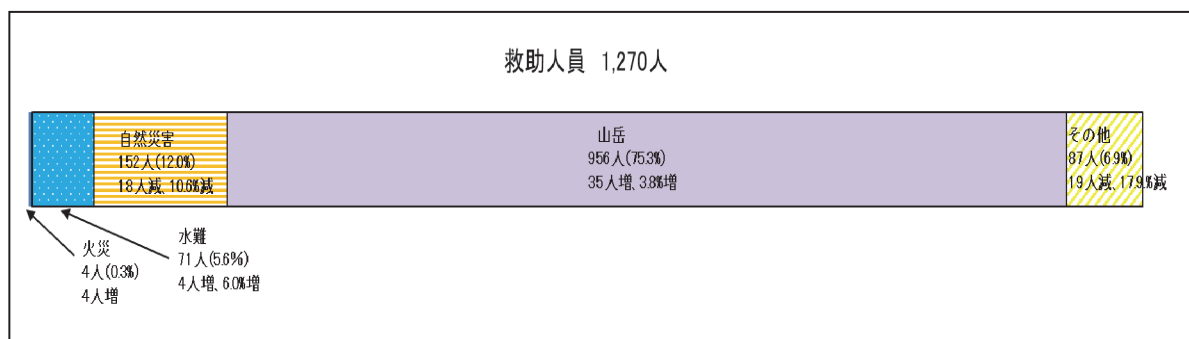 救助人員 1,270人
自然災害
152人(12.0%)
18人減、10.6%減
山岳
956人(75.3%)
35人増、3.8%増
その他
87人(6.9%)
19人減、17.9%減
火災
4人(0.3%)
4人増
水難
71人(5.6%)
4人増、6.0%増